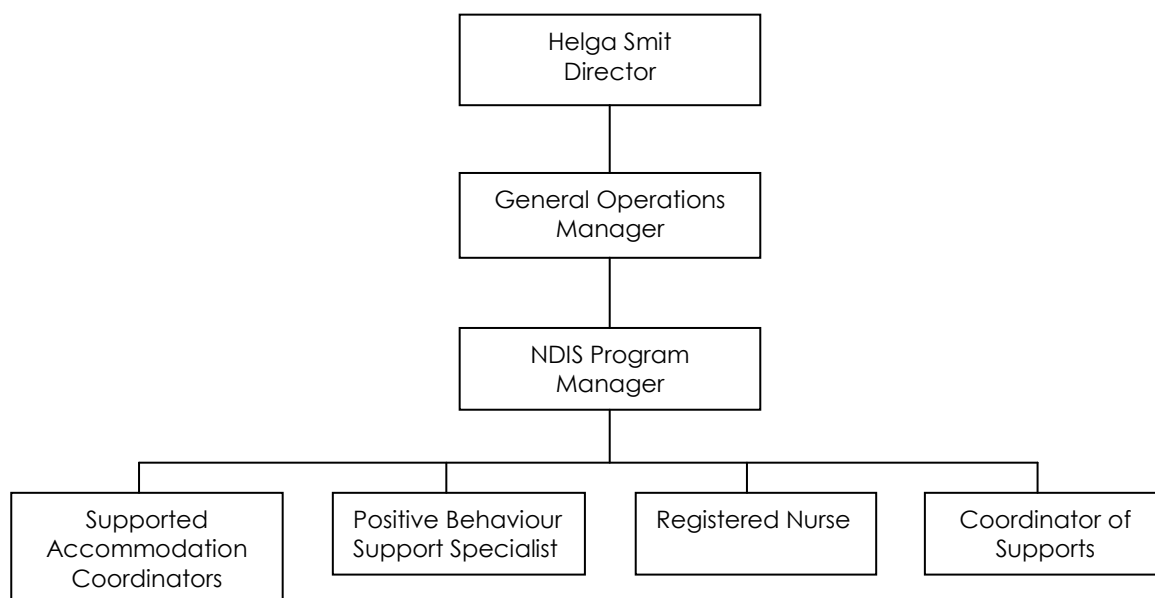 Helga Smit
Director
General Operations
Manager
NDIS Program
Manager
Supported
Accommodation
Coordinators
Positive Behaviour
Support Specialist
Registered Nurse
Coordinator of
Supports